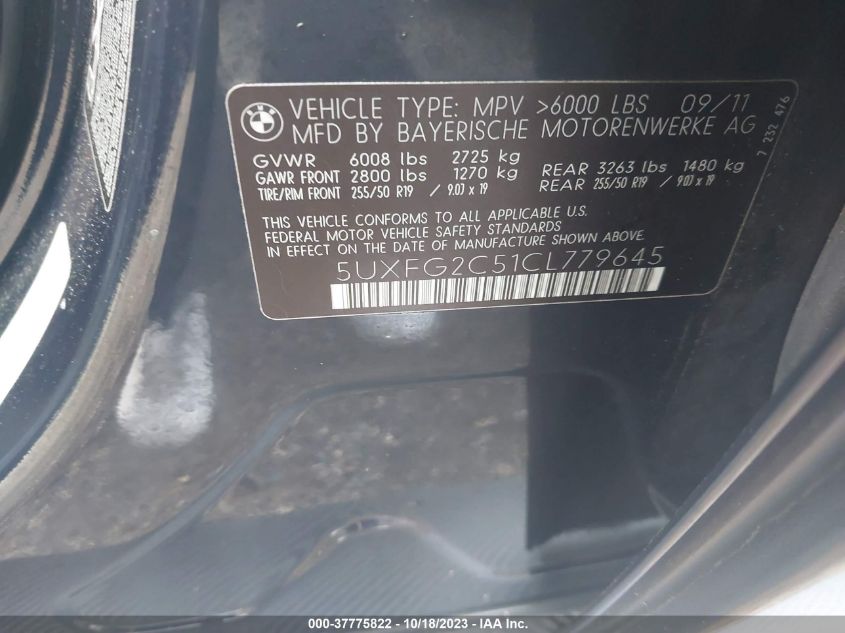 BMW
VEHICLE TYPE: MPV >6000 LBS 09/11
MFD BY BAYERISCHE MOTORENWERKE AG
GVWR 6008 lbs 2725 kg
GAWR FRONT 2800 lbs 1270 kg REAR 3263 lbs 1480 kg
TIRE/RIM FRONT 255/50 R19 / 9.0J x 19 REAR 255/50 R19 / 9.0J x 19
THIS VEHICLE CONFORMS TO ALL APPLICABLE U.S.
FEDERAL MOTOR VEHICLE SAFETY STANDARDS
IN EFFECT ON DATE OF MANUFACTURE SHOWN ABOVE.
5UXFG2C51CL779645
7 232 476
000-37775822 - 10/18/2023 - IAA Inc.